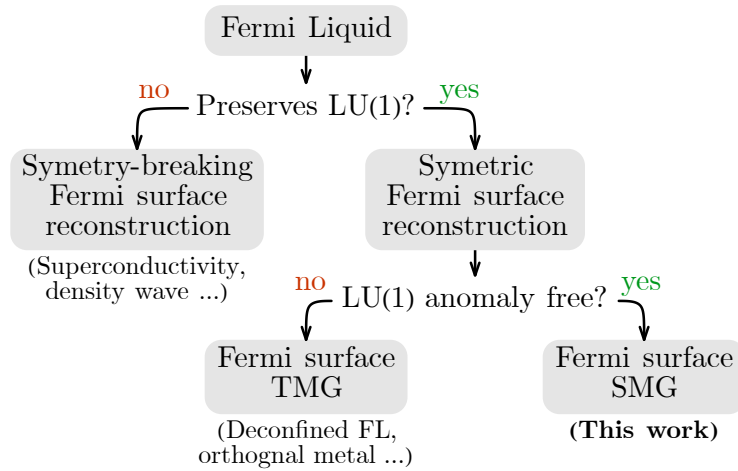 Fermi Liquid
no
Preserves LU(1)?
yes
Symetry-breaking
Fermi surface
reconstruction
(Superconductivity,
density wave ...)
Symetric
Fermi surface
reconstruction
no
LU(1) anomaly free?
yes
Fermi surface
TMG
(Deconfined FL,
orthognal metal ...)
Fermi surface
SMG
(This work)